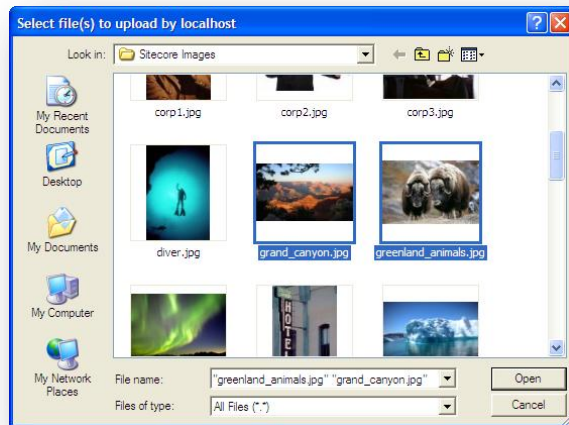 Select file(s) to upload by localhost
Look in:
Sitecore Images
My Recent
Documents
Desktop
My Documents
My Computer
My Network
Places
corp1.jpg
corp2.jpg
corp3.jpg
diver.jpg
grand_canyon.jpg
greenland_animals.jpg
HOTEL
File name:
"greenland_animals.jpg" "grand_canyon.jpg"
Open
Files of type:
All Files (*.*)
Cancel